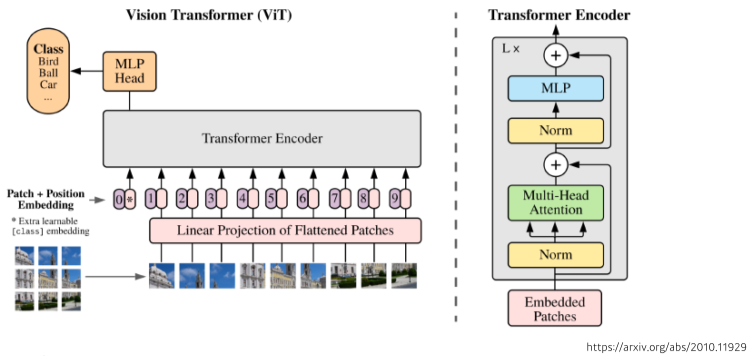 Vision Transformer (ViT)
Class
Bird
Ball
Car
...
MLP
Head
Transformer Encoder
Patch + Position
Embedding
* Extra learnable
[class] embedding
0 * 1 2 3 4 5 6 7 8 9
Linear Projection of Flattened Patches
Transformer Encoder
L ×
+
MLP
Norm
+
Multi-Head
Attention
Norm
Embedded
Patches
https://arxiv.org/abs/2010.11929